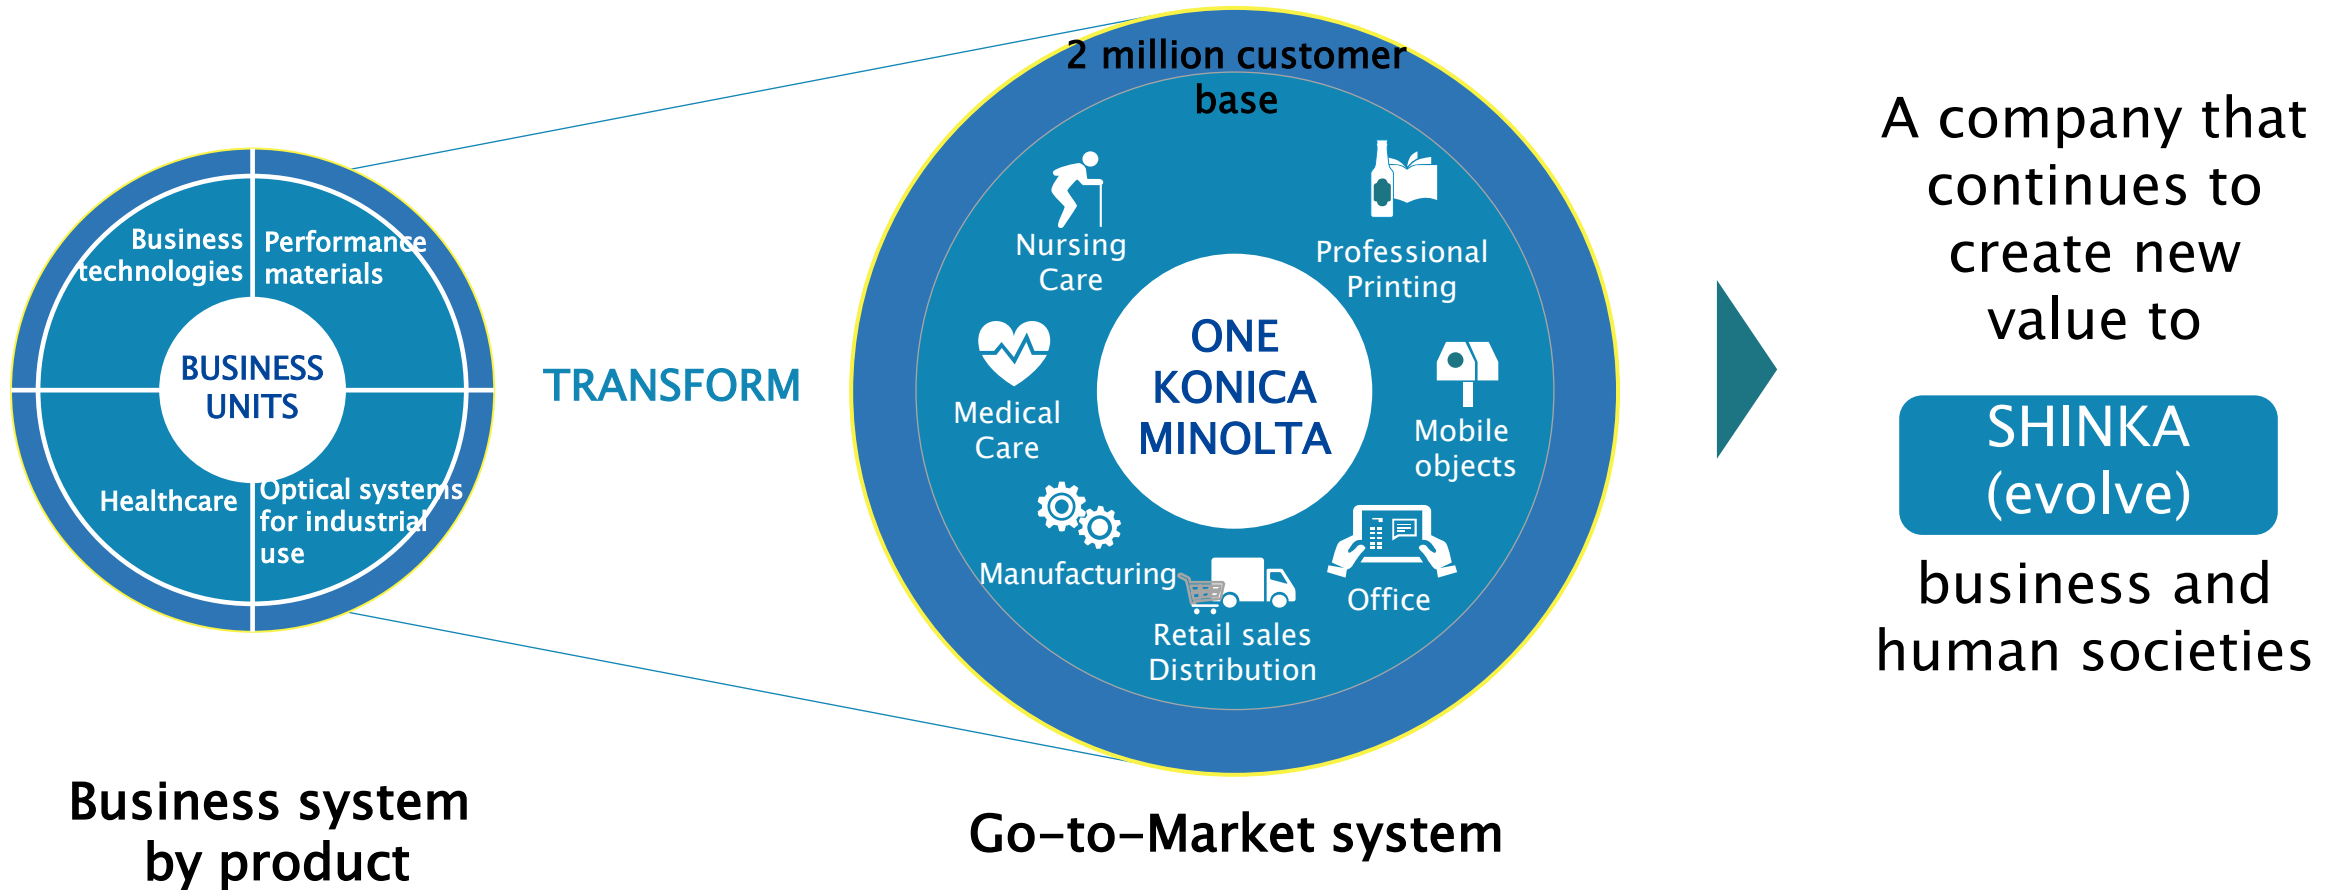 Business
technologies
Performance
materials
BUSINESS
UNITS
Healthcare
Optical systems
for industrial
use
Business system
by product
TRANSFORM
2 million customer
base
Nursing
Care
Professional
Printing
Medical
Care
ONE
KONICA
MINOLTA
Mobile
objects
Manufacturing
Office
Retail sales
Distribution
Go-to-Market system
A company that
continues to
create new
value to
SHINKA
(evolve)
business and
human societies